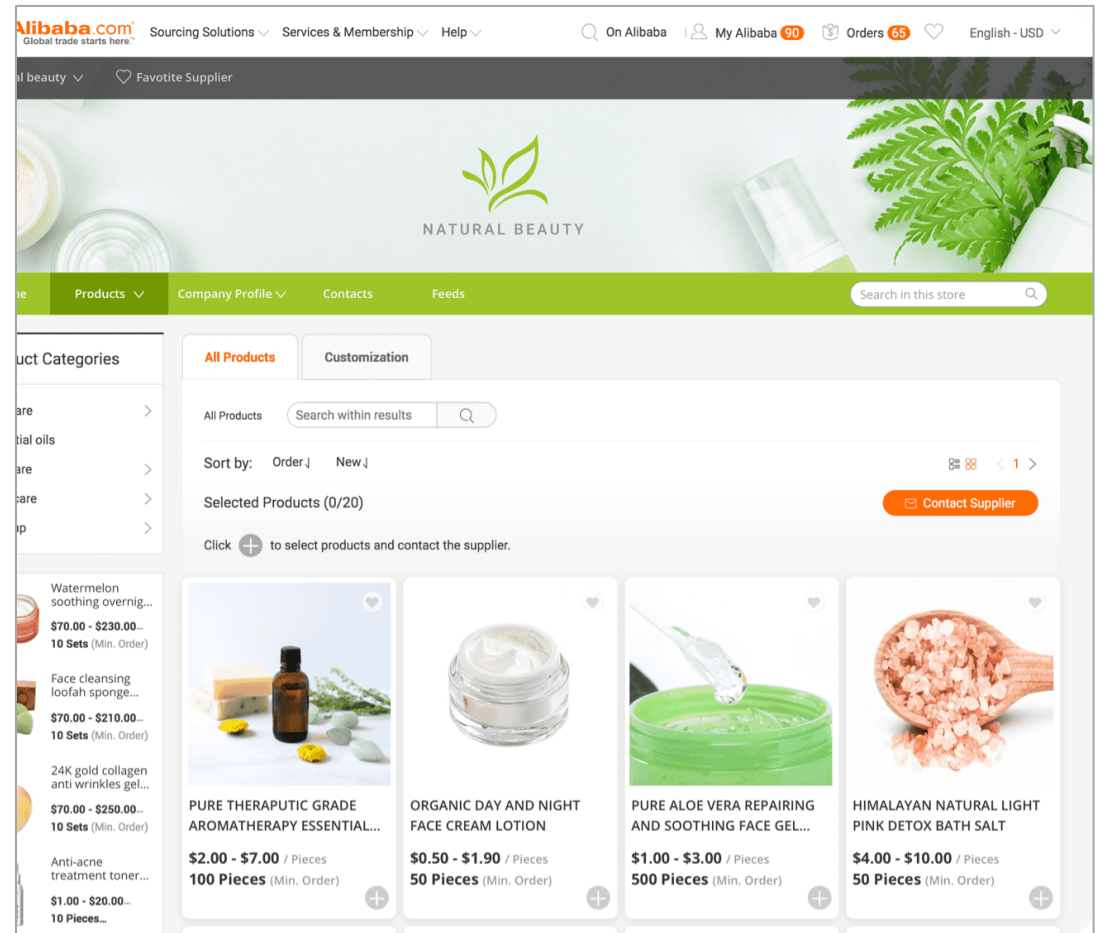 Alibaba.com
Global trade starts here.™
Sourcing Solutions
Services & Membership
Help
On Alibaba
My Alibaba 90
Orders 65
English - USD
beauty
Favotite Supplier
NATURAL BEAUTY
Products
Company Profile
Contacts
Feeds
Search in this store
Categories
All Products
Customization
oils
All Products
Search within results
Sort by:
Order
New
1
Selected Products (0/20)
Contact Supplier
Click + to select products and contact the supplier.
Watermelon
soothing overnig...
$70.00 - $230.00...
10 Sets (Min. Order)
Face cleansing
loofah sponge...
$70.00 - $210.00...
10 Sets (Min. Order)
24K gold collagen
anti wrinkles gel...
$70.00 - $250.00...
10 Sets (Min. Order)
Anti-acne
treatment toner...
$1.00 - $20.00...
10 Pieces...
PURE THERAPUTIC GRADE
AROMATHERAPY ESSENTIAL...
$2.00 - $7.00 / Pieces
100 Pieces (Min. Order)
ORGANIC DAY AND NIGHT
FACE CREAM LOTION
$0.50 - $1.90 / Pieces
50 Pieces (Min. Order)
PURE ALOE VERA REPAIRING
AND SOOTHING FACE GEL...
$1.00 - $3.00 / Pieces
500 Pieces (Min. Order)
HIMALAYAN NATURAL LIGHT
PINK DETOX BATH SALT
$4.00 - $10.00 / Pieces
50 Pieces (Min. Order)